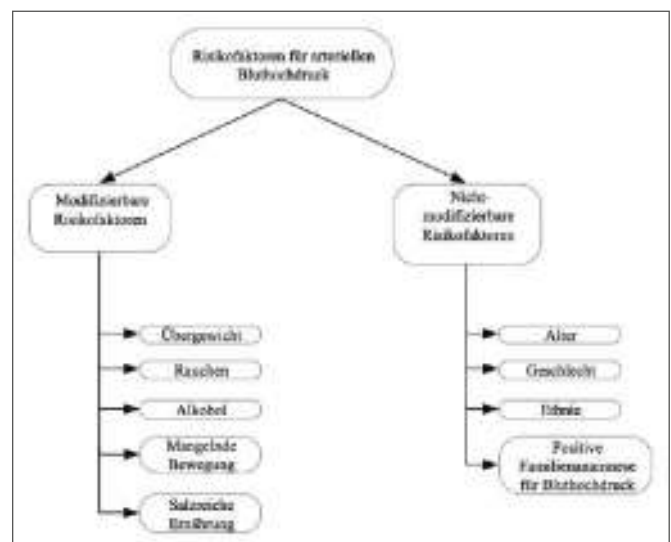 Risikofaktoren für arteriellen
Bluthochdruck
Modifizierbare
Risikofaktoren
Nicht-
modifizierbare
Risikofaktoren
Übergewicht
Rauchen
Alkohol
Mangelnde
Bewegung
Salzreiche
Ernährung
Alter
Geschlecht
Ethnie
Positive
Familienanamnese
für Bluthochdruck